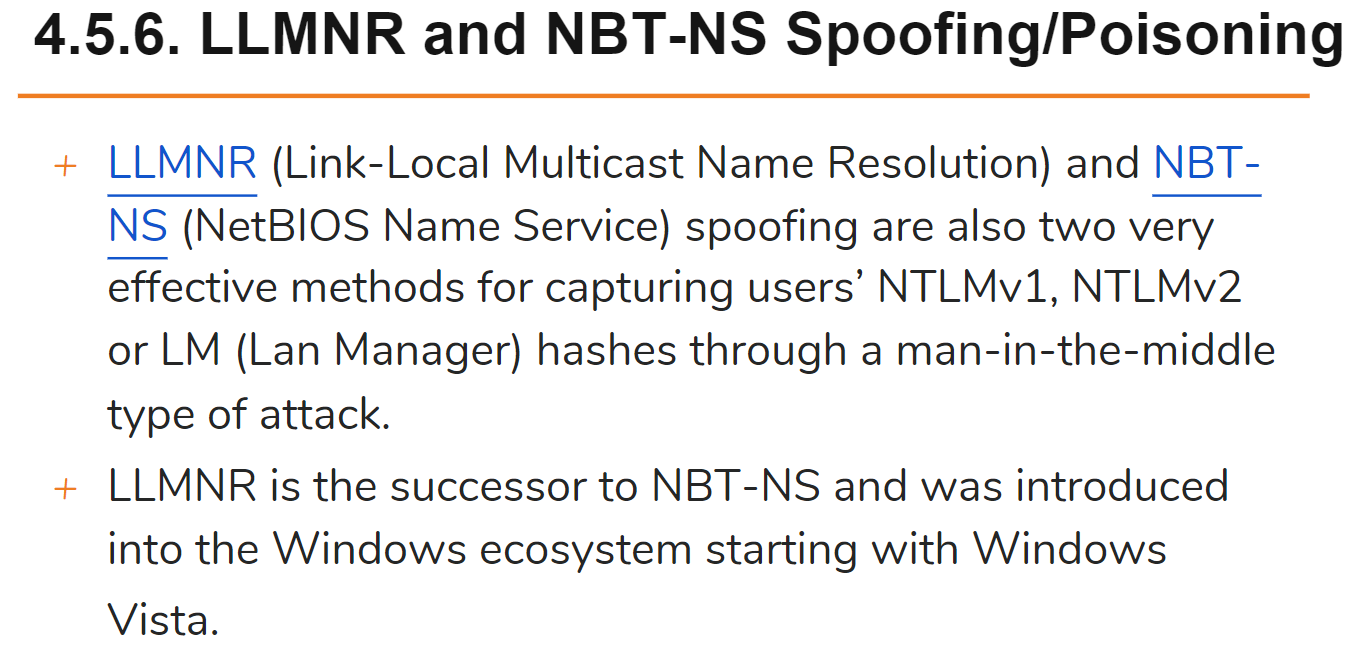 4.5.6. LLMNR and NBT-NS Spoofing/Poisoning
+ LLMNR (Link-Local Multicast Name Resolution) and NBT-
NS (NetBIOS Name Service) spoofing are also two very
effective methods for capturing users’ NTLMv1, NTLMv2
or LM (Lan Manager) hashes through a man-in-the-middle
type of attack.
+ LLMNR is the successor to NBT-NS and was introduced
into the Windows ecosystem starting with Windows
Vista.